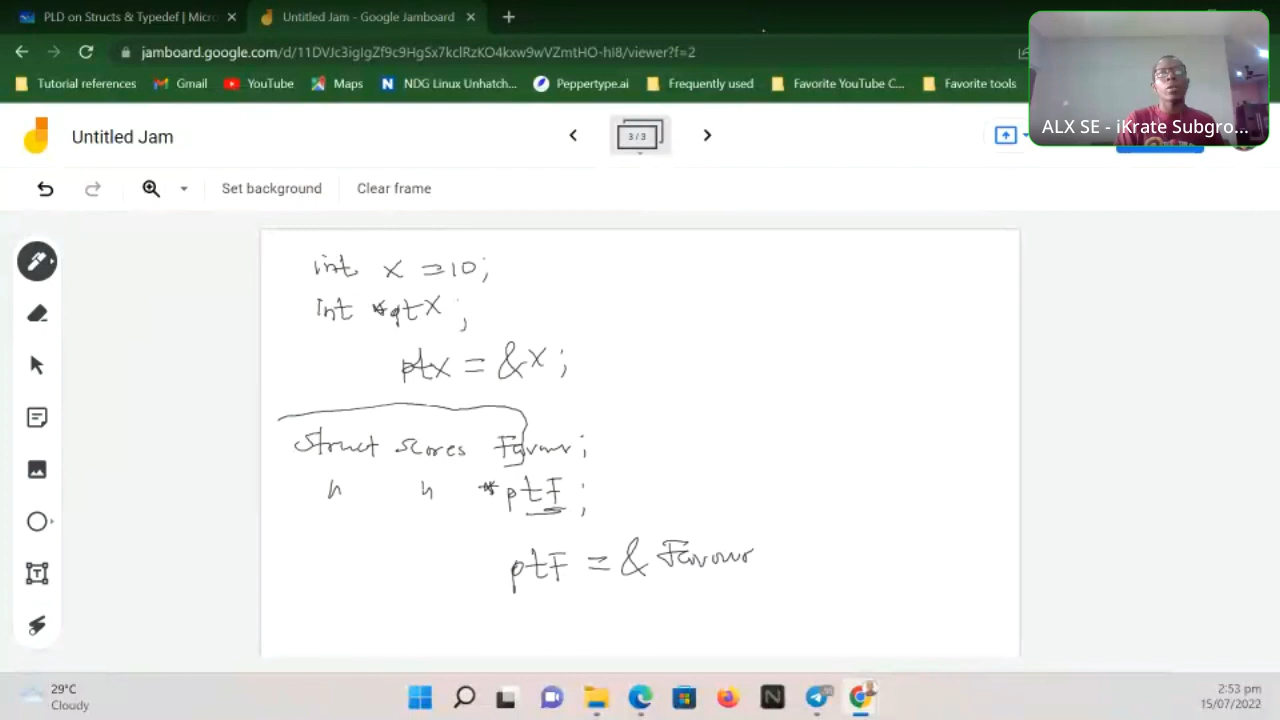 PLD on Structs & Typedef | Micro
Untitled Jam - Google Jamboard
jamboard.google.com/d/11DVJc3igIgZf9c9HgSx7kclRzKO4kxw9wVZmtHO-hI8/viewer?f=2
Tutorial references
Gmail
YouTube
Maps
NDG Linux Unhatch...
Peppertype.ai
Frequently used
Favorite YouTube C...
Favorite tools
ALX SE - iKrate Subgro...
Untitled Jam
3 / 3
Set background
Clear frame
int x =10;
int *ptX ;
ptx = &x ;
Struct scores Favour;
" " *ptF ;
ptF = & Favour
29°C
Cloudy
2:53 pm
15/07/2022